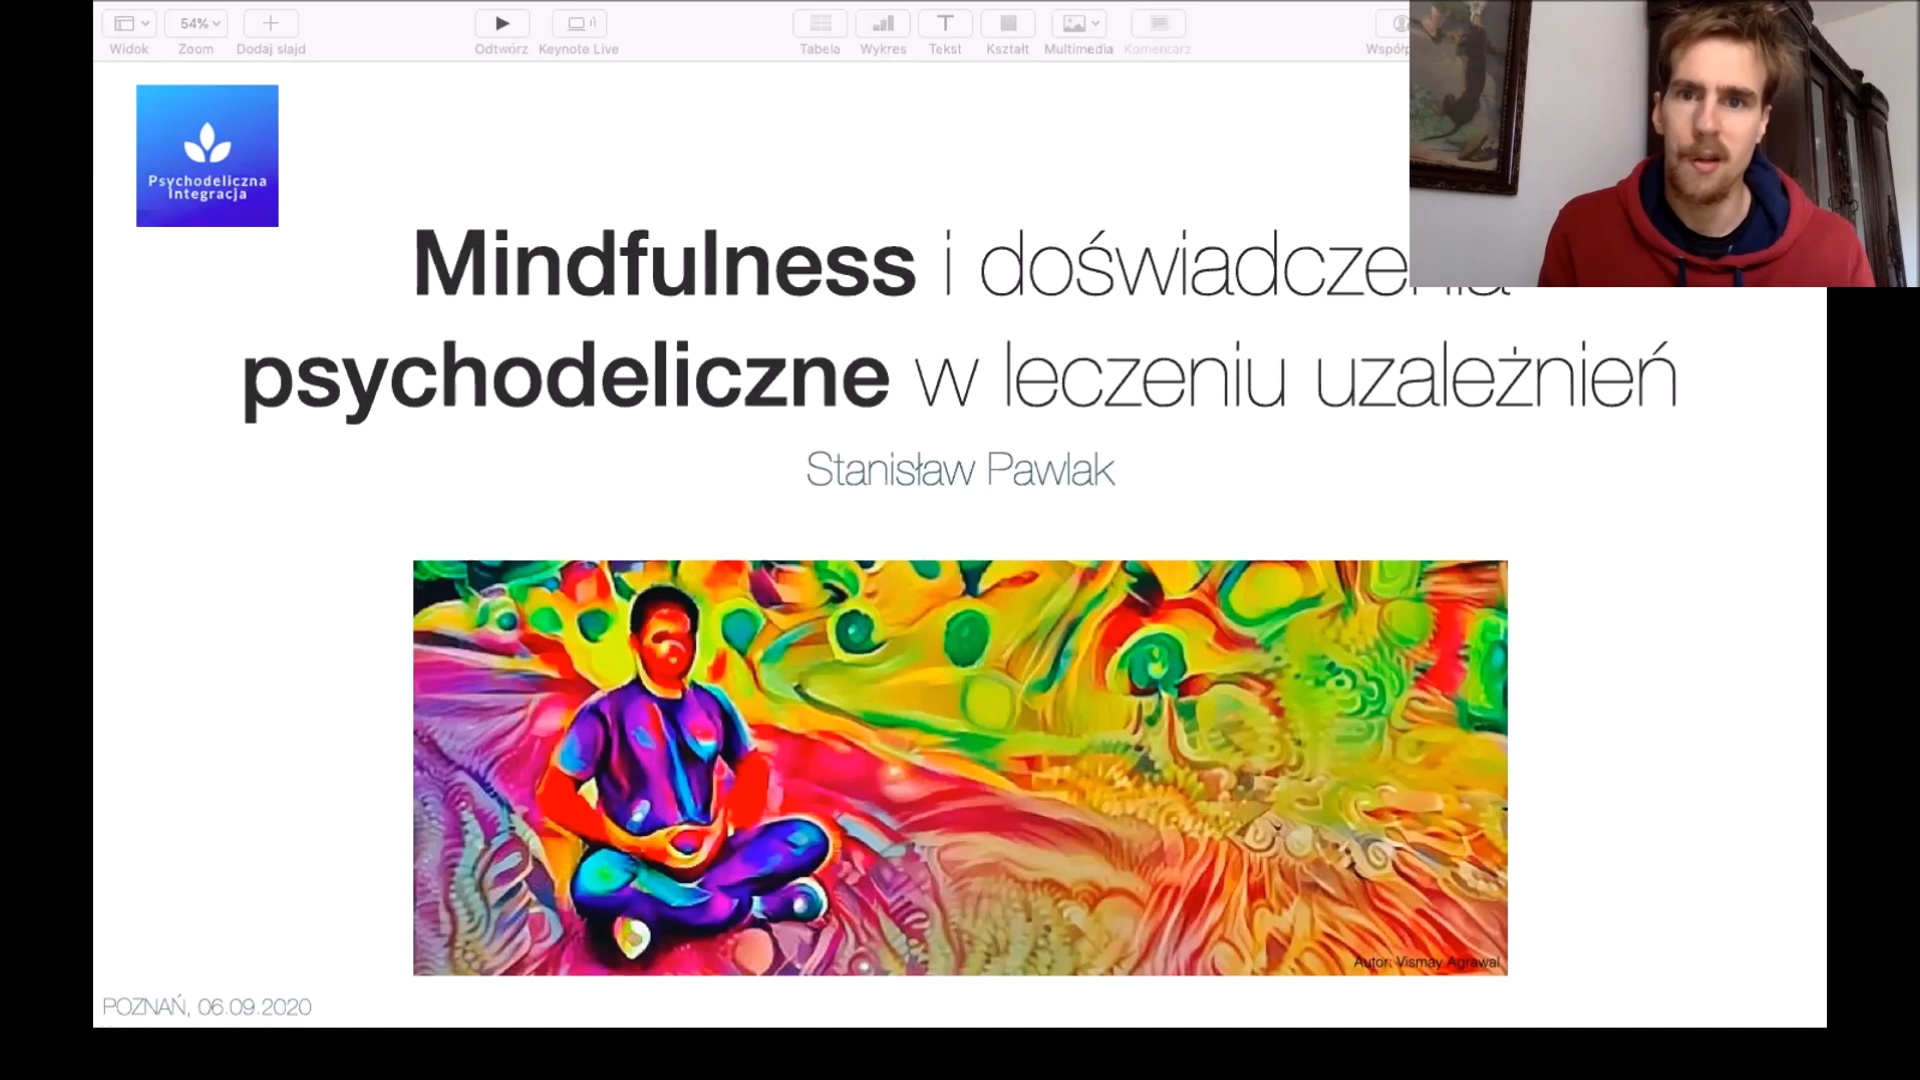 54%
Widok
Zoom
Dodaj slajd
Odtwórz
Keynote Live
Tabela
Wykres
Tekst
Kształt
Multimedia
Komentarz
Psychodeliczna
Integracja
Mindfulness i doświadczenia
psychodeliczne w leczeniu uzależnień
Stanisław Pawlak
Autor: Vismay Agrawal
POZNAŃ, 06.09.2020